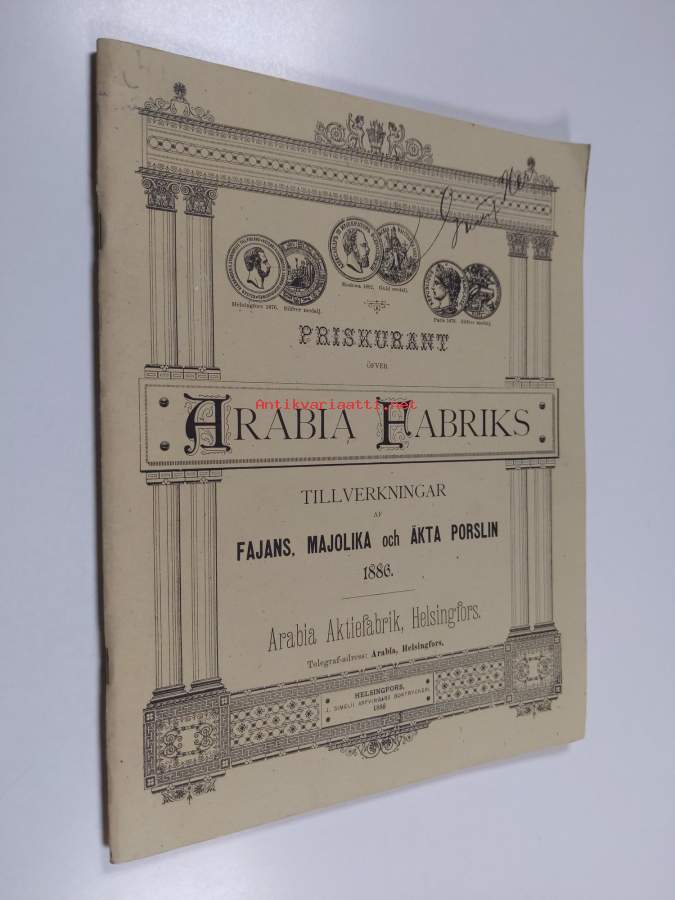 Helsingfors 1876. Silfver medalj.
Moskwa 1882. Guld medalj.
Paris 1878. Silfver medalj.
PRISKURANT
ÖFVER
Antikvariaatti.net
ARABIA FABRIKS
TILLVERKNINGAR
AF
FAJANS, MAJOLIKA och ÄKTA PORSLIN
1886.
Arabia Aktiefabrik, Helsingfors.
Telegraf-adress: Arabia, Helsingfors.
HELSINGFORS,
J. SIMELII ARFVINGARS BOKTRYCKERI
1886